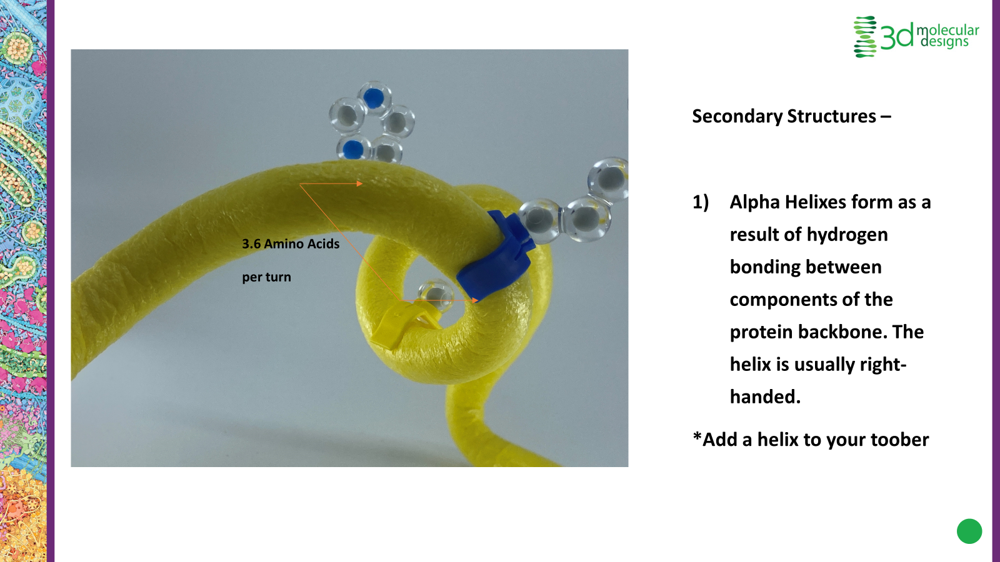 3d molecular
designs
Secondary Structures –
1) Alpha Helixes form as a
result of hydrogen
bonding between
components of the
protein backbone. The
helix is usually right-
handed.
*Add a helix to your toober
3.6 Amino Acids
per turn